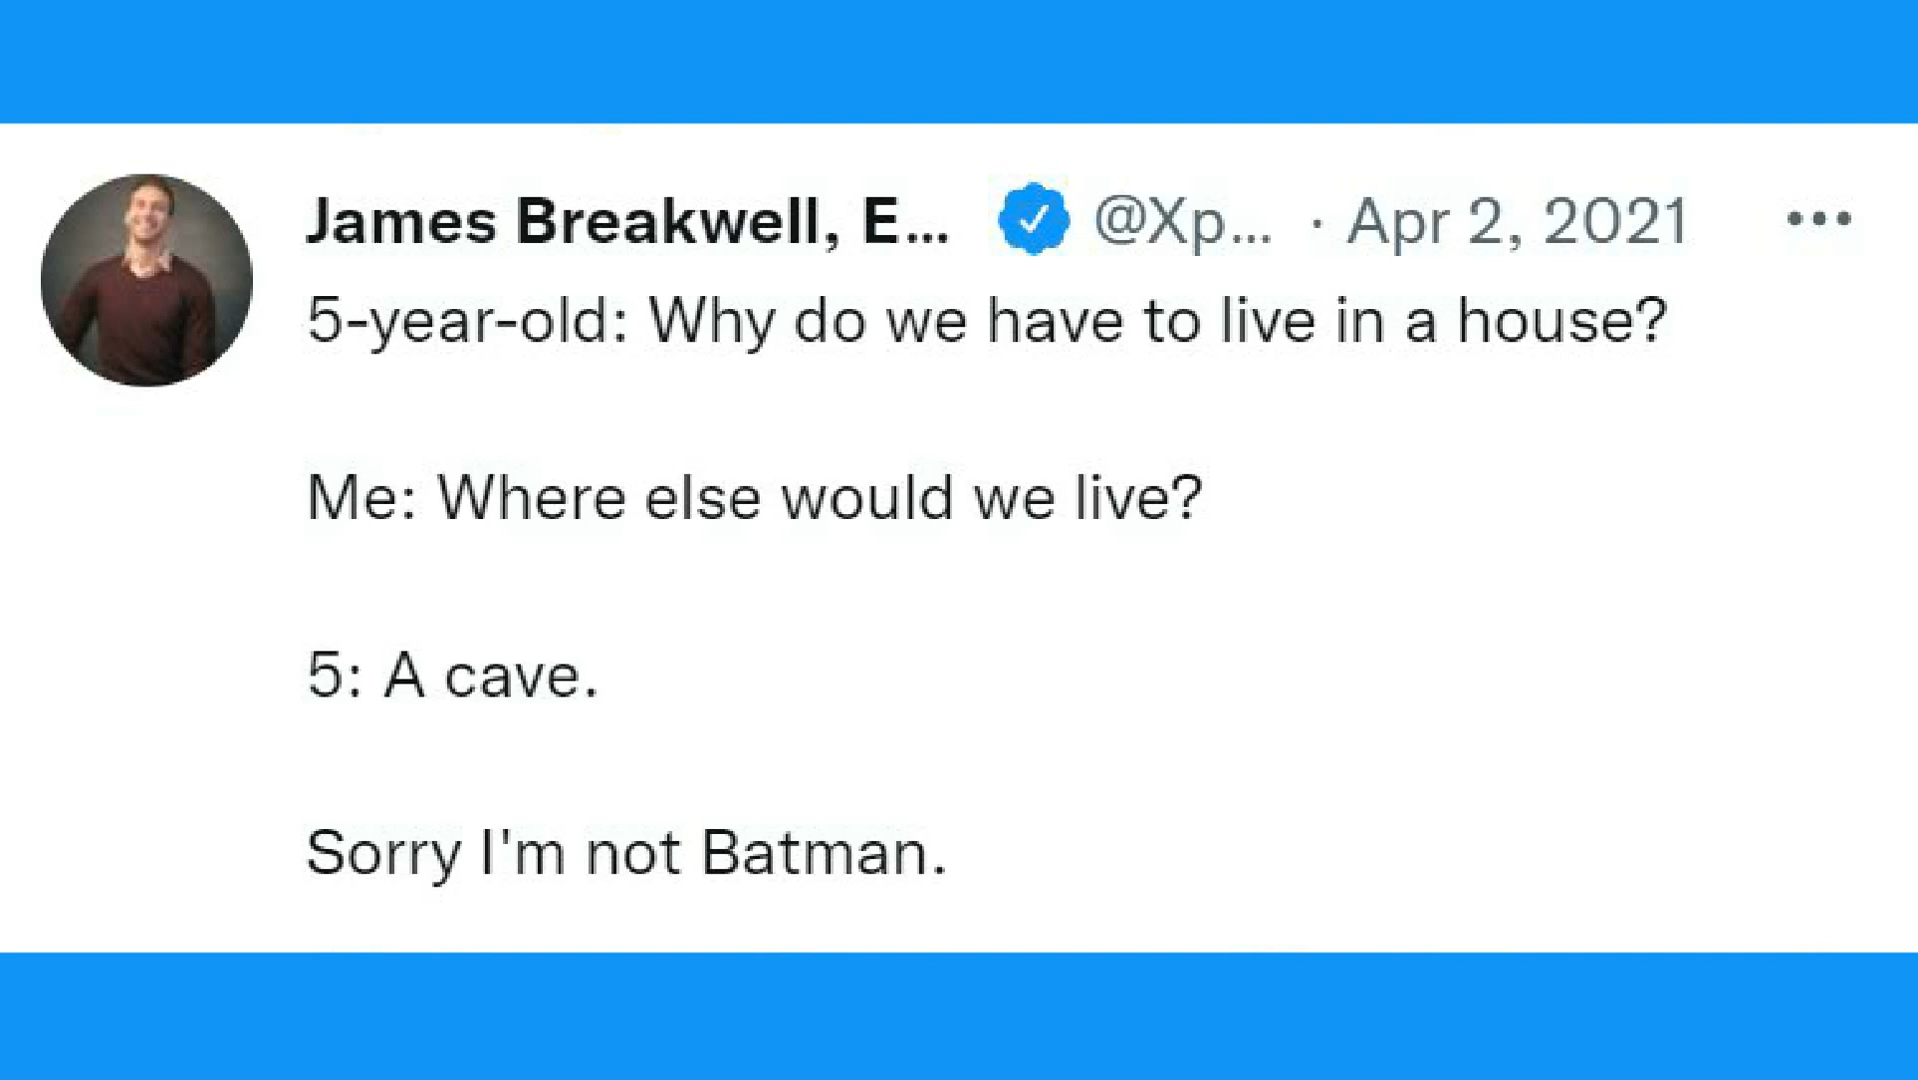 James Breakwell, E... @Xp... · Apr 2, 2021
5-year-old: Why do we have to live in a house?
Me: Where else would we live?
5: A cave.
Sorry I'm not Batman.